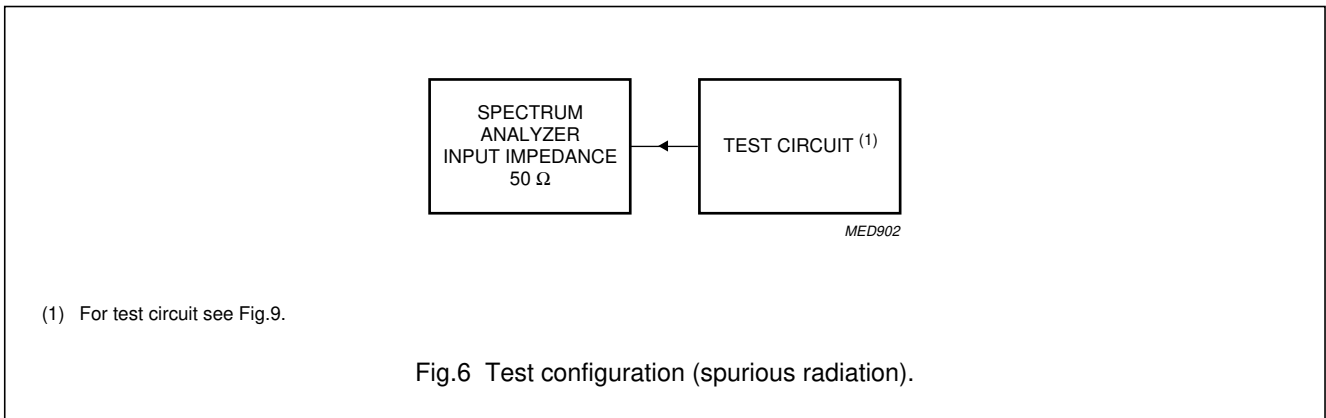 SPECTRUM
ANALYZER
INPUT IMPEDANCE
50 Ω
TEST CIRCUIT (1)
MED902
(1) For test circuit see Fig.9.
Fig.6 Test configuration (spurious radiation).